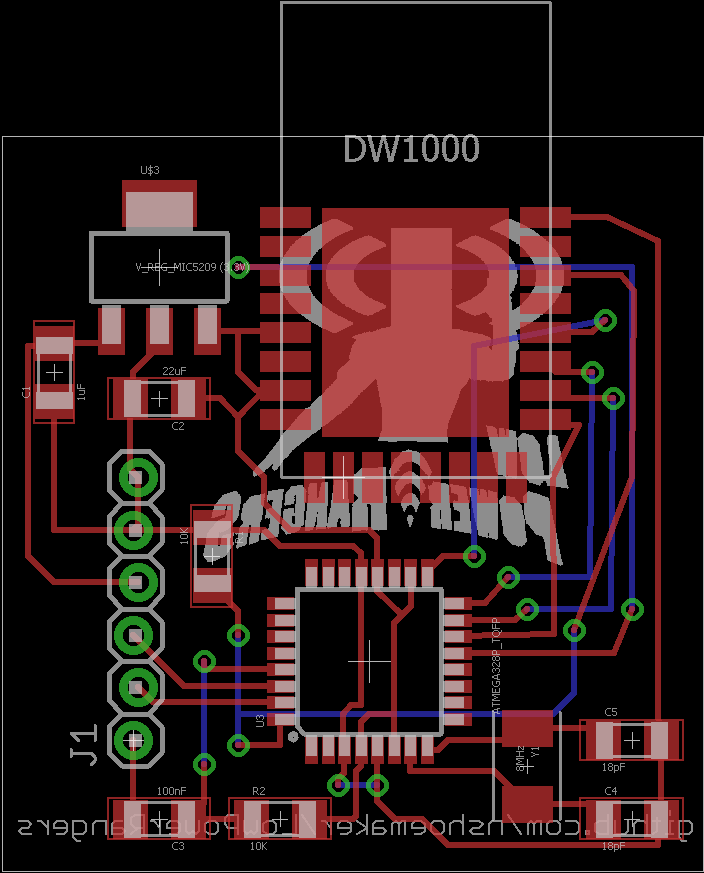 DW1000
U$3
V_REG_MIC5209 (3.3V)
22uF
C1
1uF
C2
10K
R1
ATMEGA328P_TQFP
U3
J1
C5
8MHz
Y1
18pF
100nF
R2
C4
github.com/nshoemaker/LowPowerRangers
C3
10K
18pF